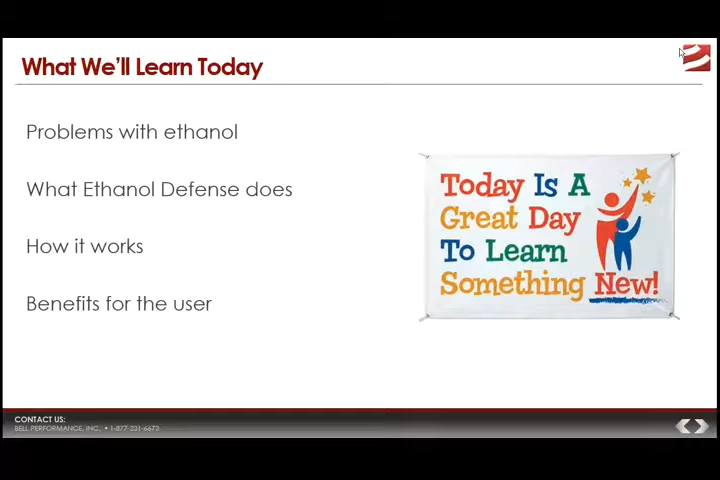 What We'll Learn Today
Problems with ethanol
What Ethanol Defense does
How it works
Benefits for the user
Today Is A
Great Day
To Learn
Something New!
CONTACT US:
BELL PERFORMANCE, INC. • 1-877-231-6673